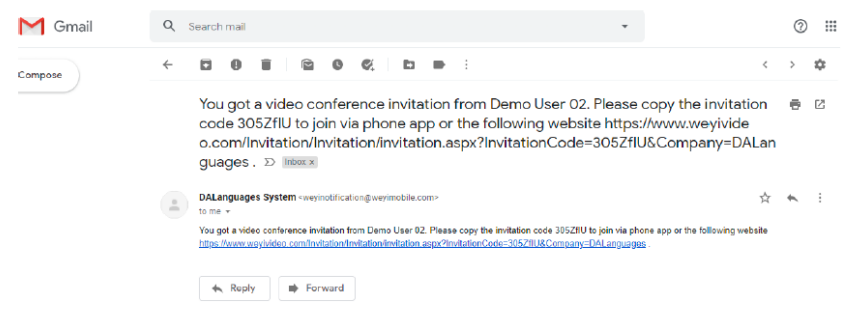 Gmail
Search mail
Compose
You got a video conference invitation from Demo User 02. Please copy the invitation
code 305ZflU to join via phone app or the following website https://www.weyivide
o.com/Invitation/Invitation/invitation.aspx?InvitationCode=305ZflU&Company=DALan
guages . Inbox x
DALanguages System <weyinotification@weyimobile.com>
to me
You got a video conference invitation from Demo User 02. Please copy the invitation code 305ZflU to join via phone app or the following website
https://www.weyivideo.com/Invitation/Invitation/invitation.aspx?InvitationCode=305ZflU&Company=DALanguages .
Reply
Forward